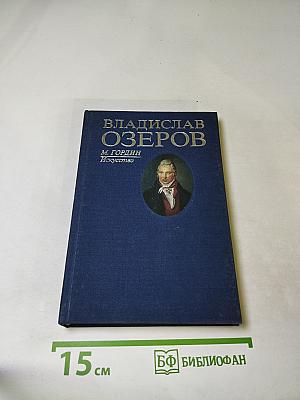 ВЛАДИСЛАВ
ОЗЕРОВ
М. ГОРДИН
Искусство
15 см
БФ БИБЛИОФАН